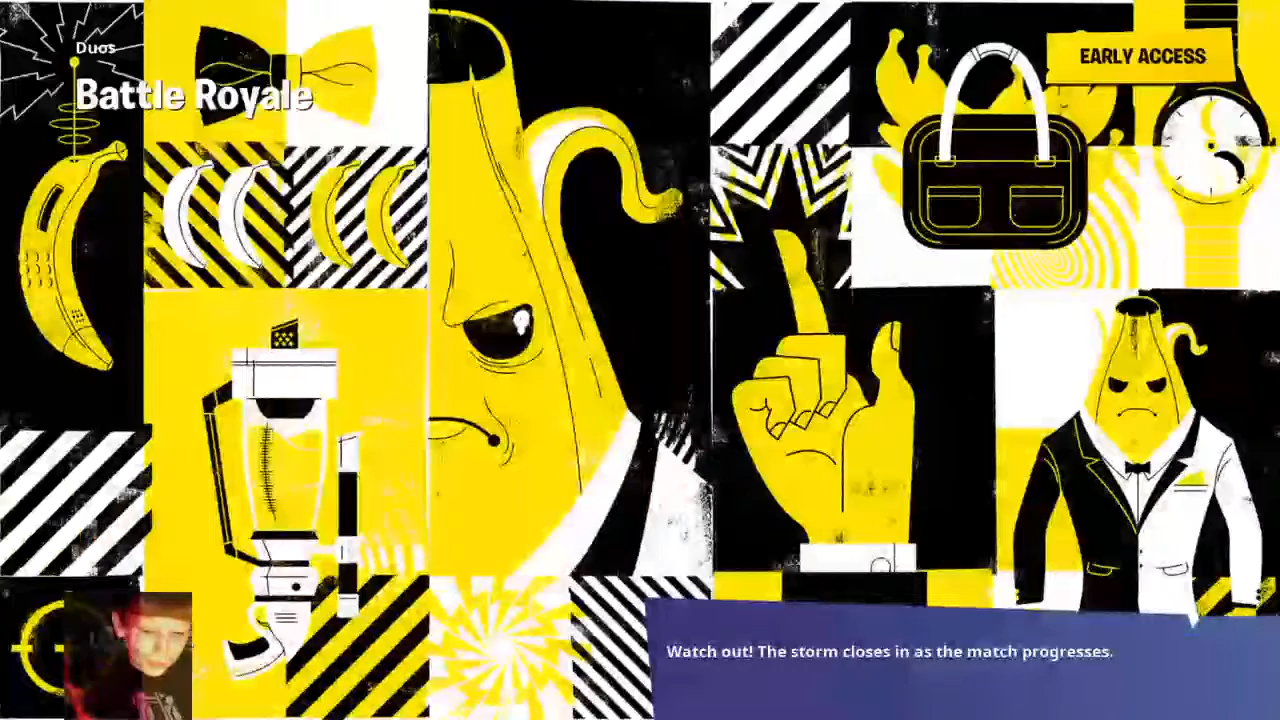 Duos
Battle Royale
EARLY ACCESS
Watch out! The storm closes in as the match progresses.